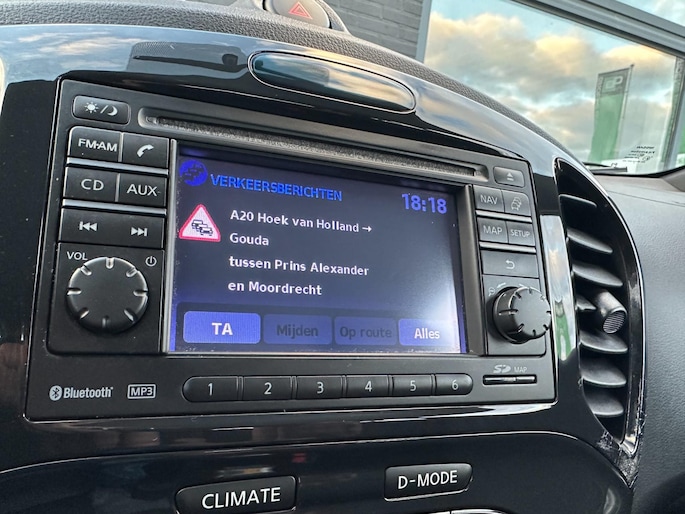 FM·AM
CD AUX
VOL
Bluetooth® MP3
VERKEERSBERICHTEN 18:18
A20 Hoek van Holland →
Gouda
tussen Prins Alexander
en Moordrecht
TA Mijden Op route Alles
1 2 3 4 5 6
NAV
MAP SETUP
SD MAP
CLIMATE D-MODE